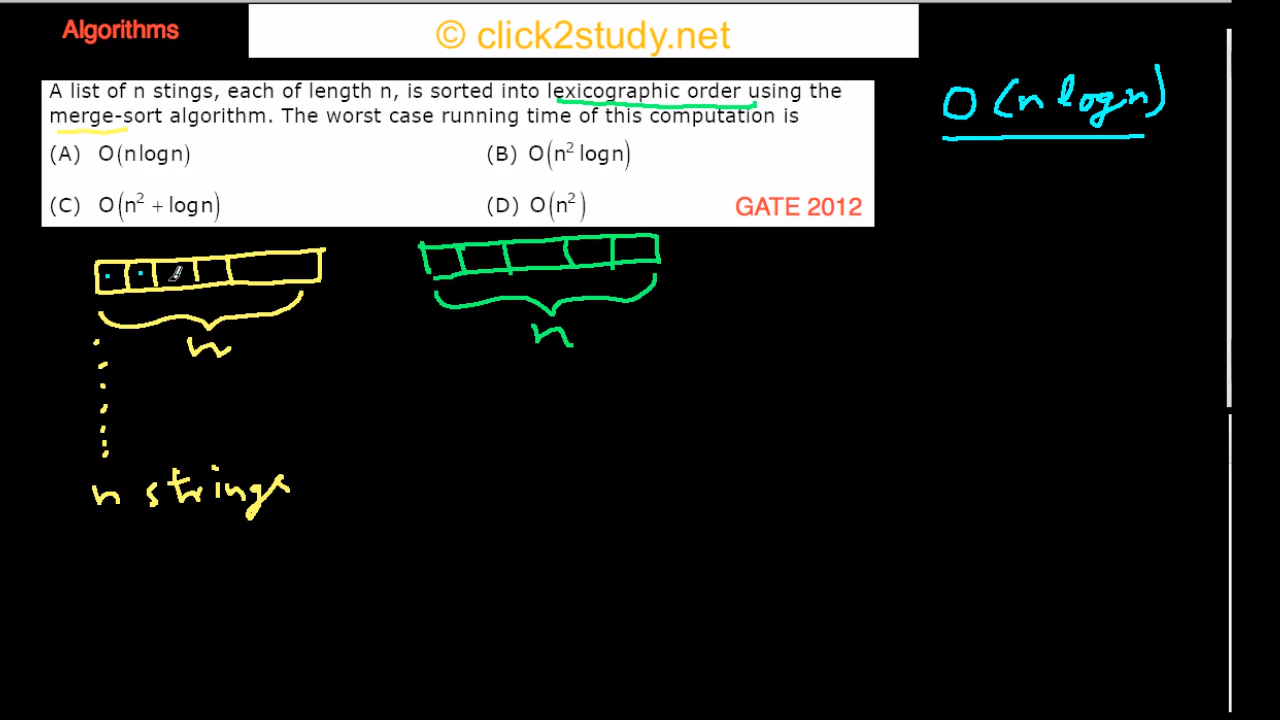 Algorithms
© click2study.net
A list of n stings, each of length n, is sorted into lexicographic order using the
merge-sort algorithm. The worst case running time of this computation is
(A) O(nlogn)
(B) O(n² logn)
(C) O(n² + logn)
(D) O(n²)
GATE 2012
O (n logn)
n
n
n strings